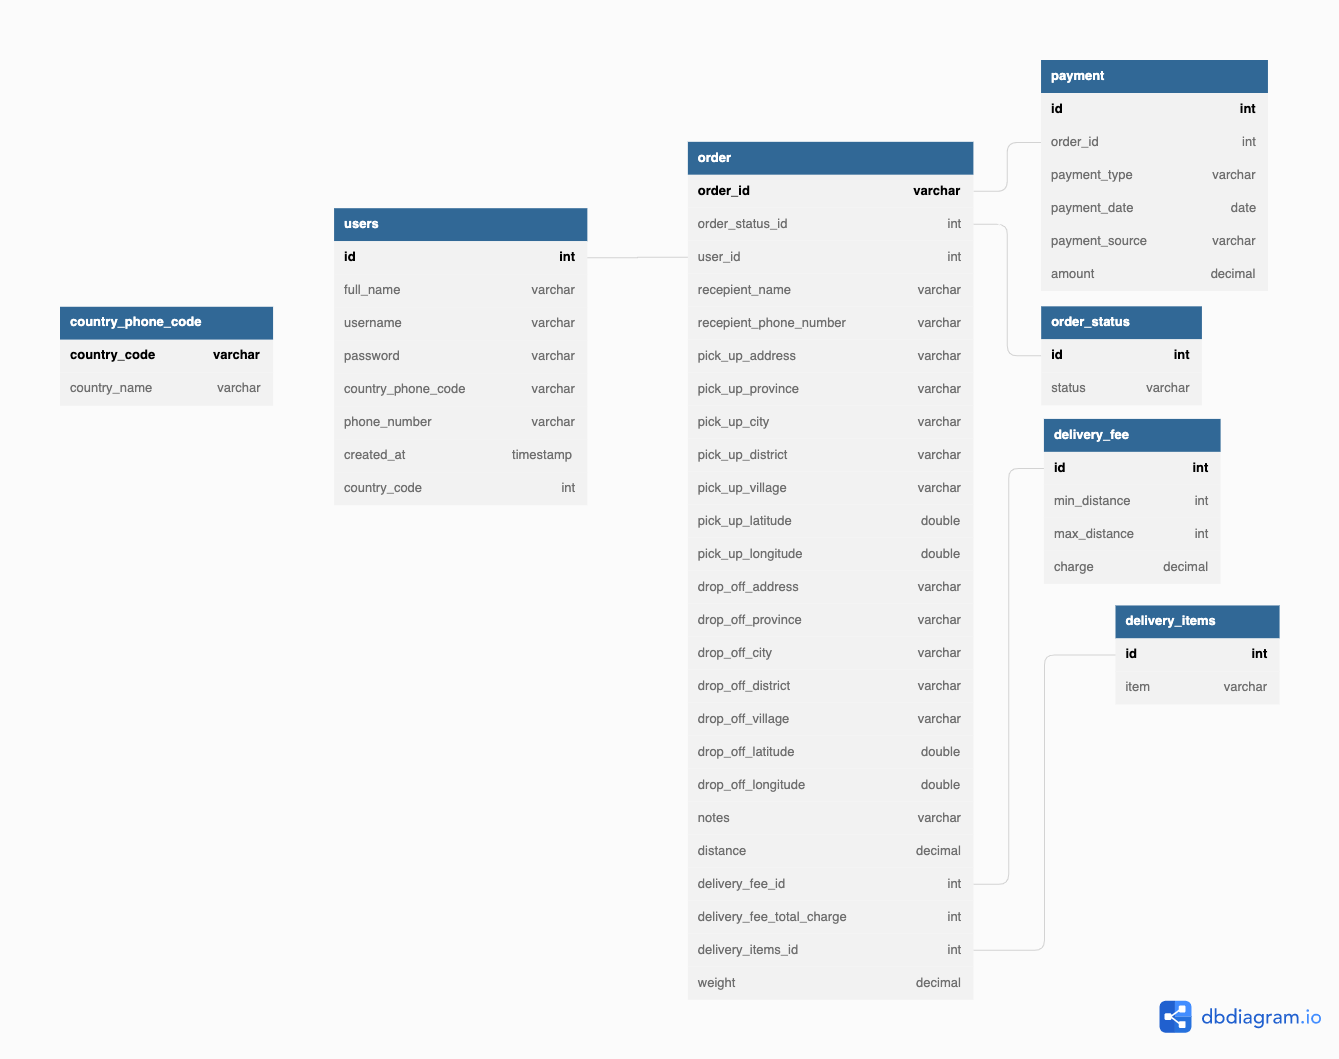 country_phone_code
country_code varchar
country_name varchar
users
id int
full_name varchar
username varchar
password varchar
country_phone_code varchar
phone_number varchar
created_at timestamp
country_code int
order
order_id varchar
order_status_id int
user_id int
recepient_name varchar
recepient_phone_number varchar
pick_up_address varchar
pick_up_province varchar
pick_up_city varchar
pick_up_district varchar
pick_up_village varchar
pick_up_latitude double
pick_up_longitude double
drop_off_address varchar
drop_off_province varchar
drop_off_city varchar
drop_off_district varchar
drop_off_village varchar
drop_off_latitude double
drop_off_longitude double
notes varchar
distance decimal
delivery_fee_id int
delivery_fee_total_charge int
delivery_items_id int
weight decimal
payment
id int
order_id int
payment_type varchar
payment_date date
payment_source varchar
amount decimal
order_status
id int
status varchar
delivery_fee
id int
min_distance int
max_distance int
charge decimal
delivery_items
id int
item varchar
dbdiagram.io